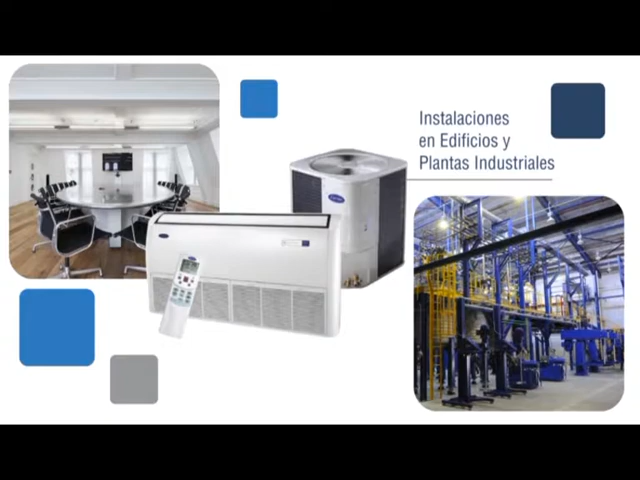 Instalaciones
en Edificios y
Plantas Industriales